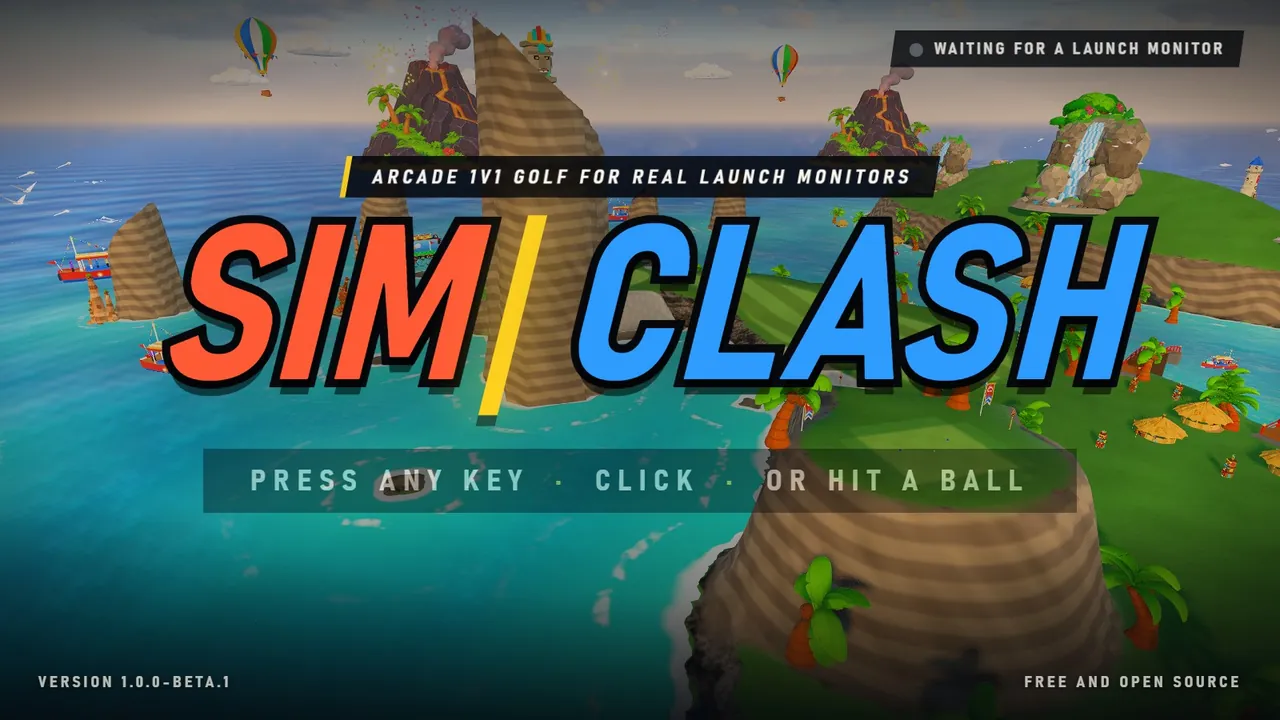 WAITING FOR A LAUNCH MONITOR
ARCADE 1V1 GOLF FOR REAL LAUNCH MONITORS
SIM/CLASH
PRESS ANY KEY · CLICK · OR HIT A BALL
VERSION 1.0.0-BETA.1
FREE AND OPEN SOURCE